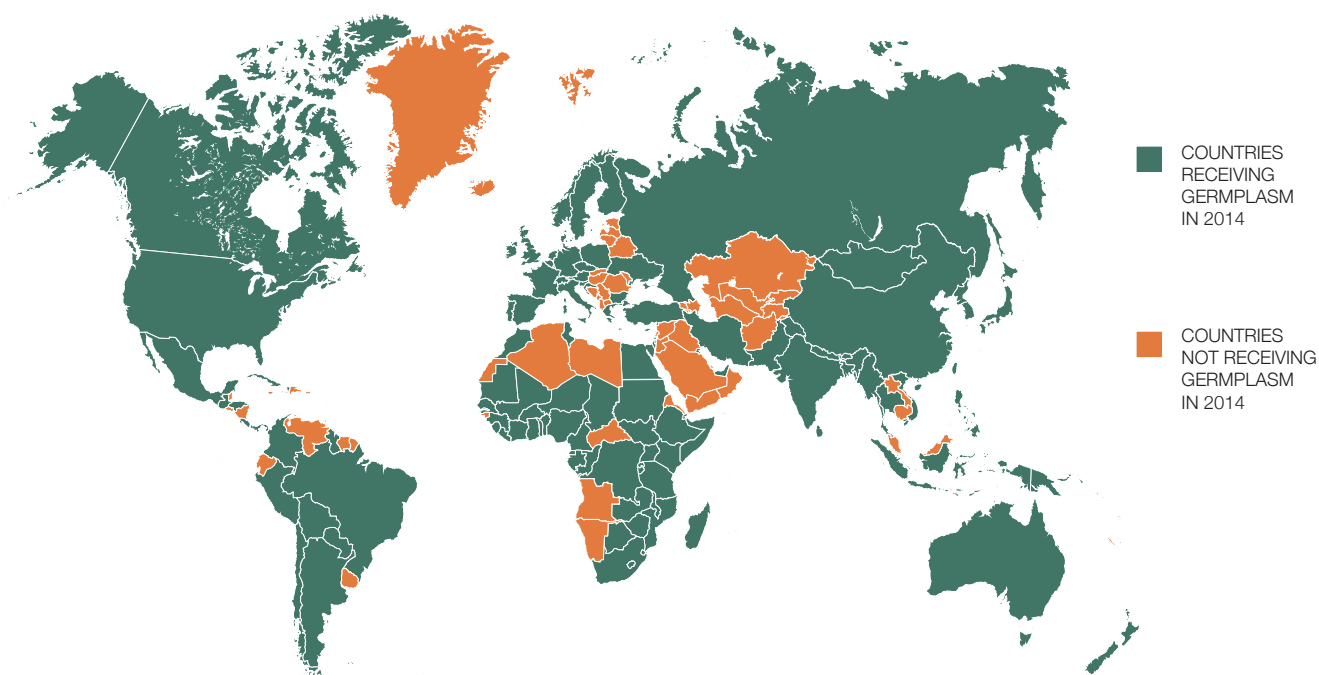 COUNTRIES
RECEIVING
GERMPLASM
IN 2014
COUNTRIES
NOT RECEIVING
GERMPLASM
IN 2014